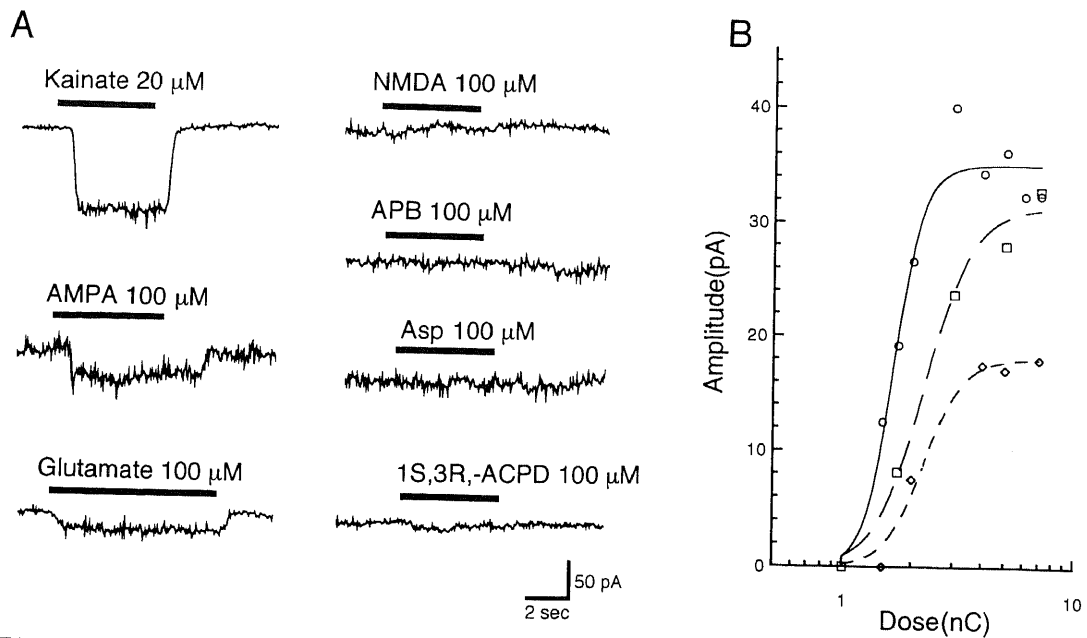 A
Kainate 20 μM
AMPA 100 μM
Glutamate 100 μM
NMDA 100 μM
APB 100 μM
Asp 100 μM
1S,3R,-ACPD 100 μM
50 pA
2 sec
B
Amplitude(pA)
40
30
20
10
0
1
10
Dose(nC)